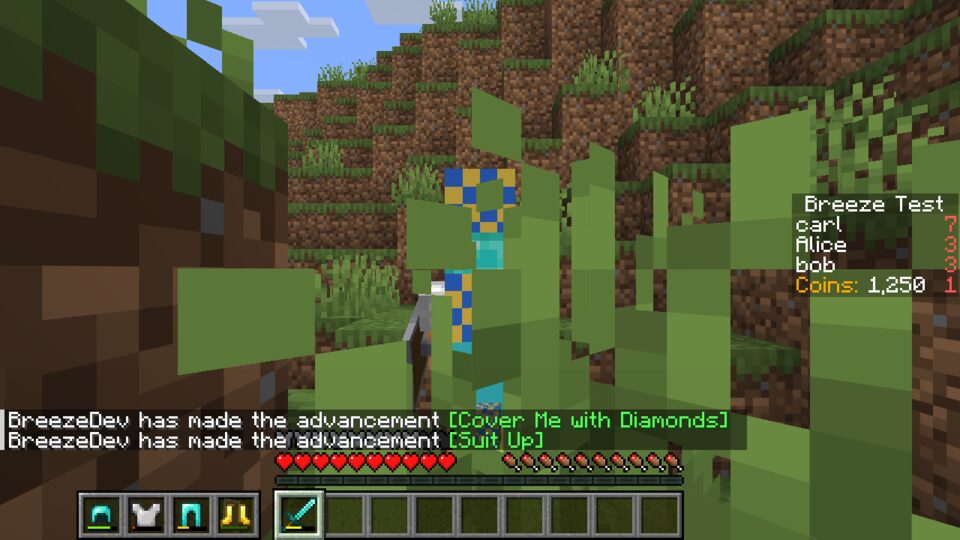 Breeze Test
carl 7
Alice 3
bob 3
Coins: 1,250 1
BreezeDev has made the advancement [Cover Me with Diamonds]
BreezeDev has made the advancement [Suit Up]